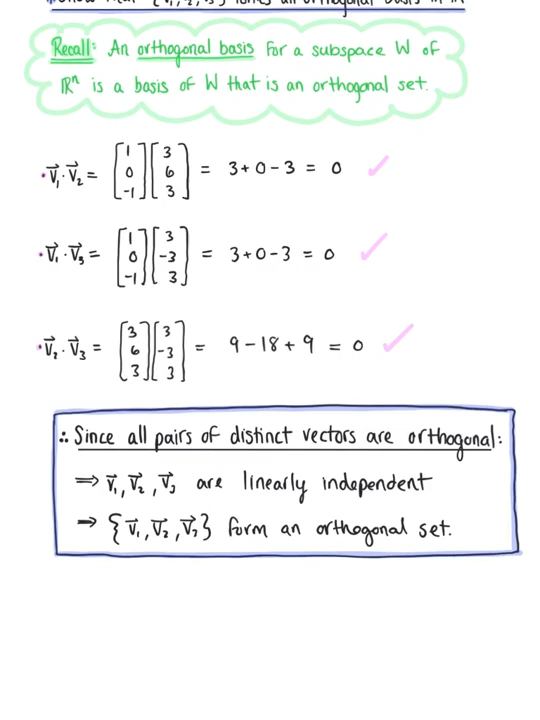 Recall: An orthogonal basis for a subspace W of
ℝⁿ is a basis of W that is an orthogonal set.
• v⃗₁ · v⃗₂ = [1 0 -1] [3 6 3] = 3 + 0 - 3 = 0 ✓
• v⃗₁ · v⃗₃ = [1 0 -1] [3 -3 3] = 3 + 0 - 3 = 0 ✓
• v⃗₂ · v⃗₃ = [3 6 3] [3 -3 3] = 9 - 18 + 9 = 0 ✓
∴ Since all pairs of distinct vectors are orthogonal:
⇒ v⃗₁, v⃗₂, v⃗₃ are linearly independent
→ {v⃗₁, v⃗₂, v⃗₃} form an orthogonal set.